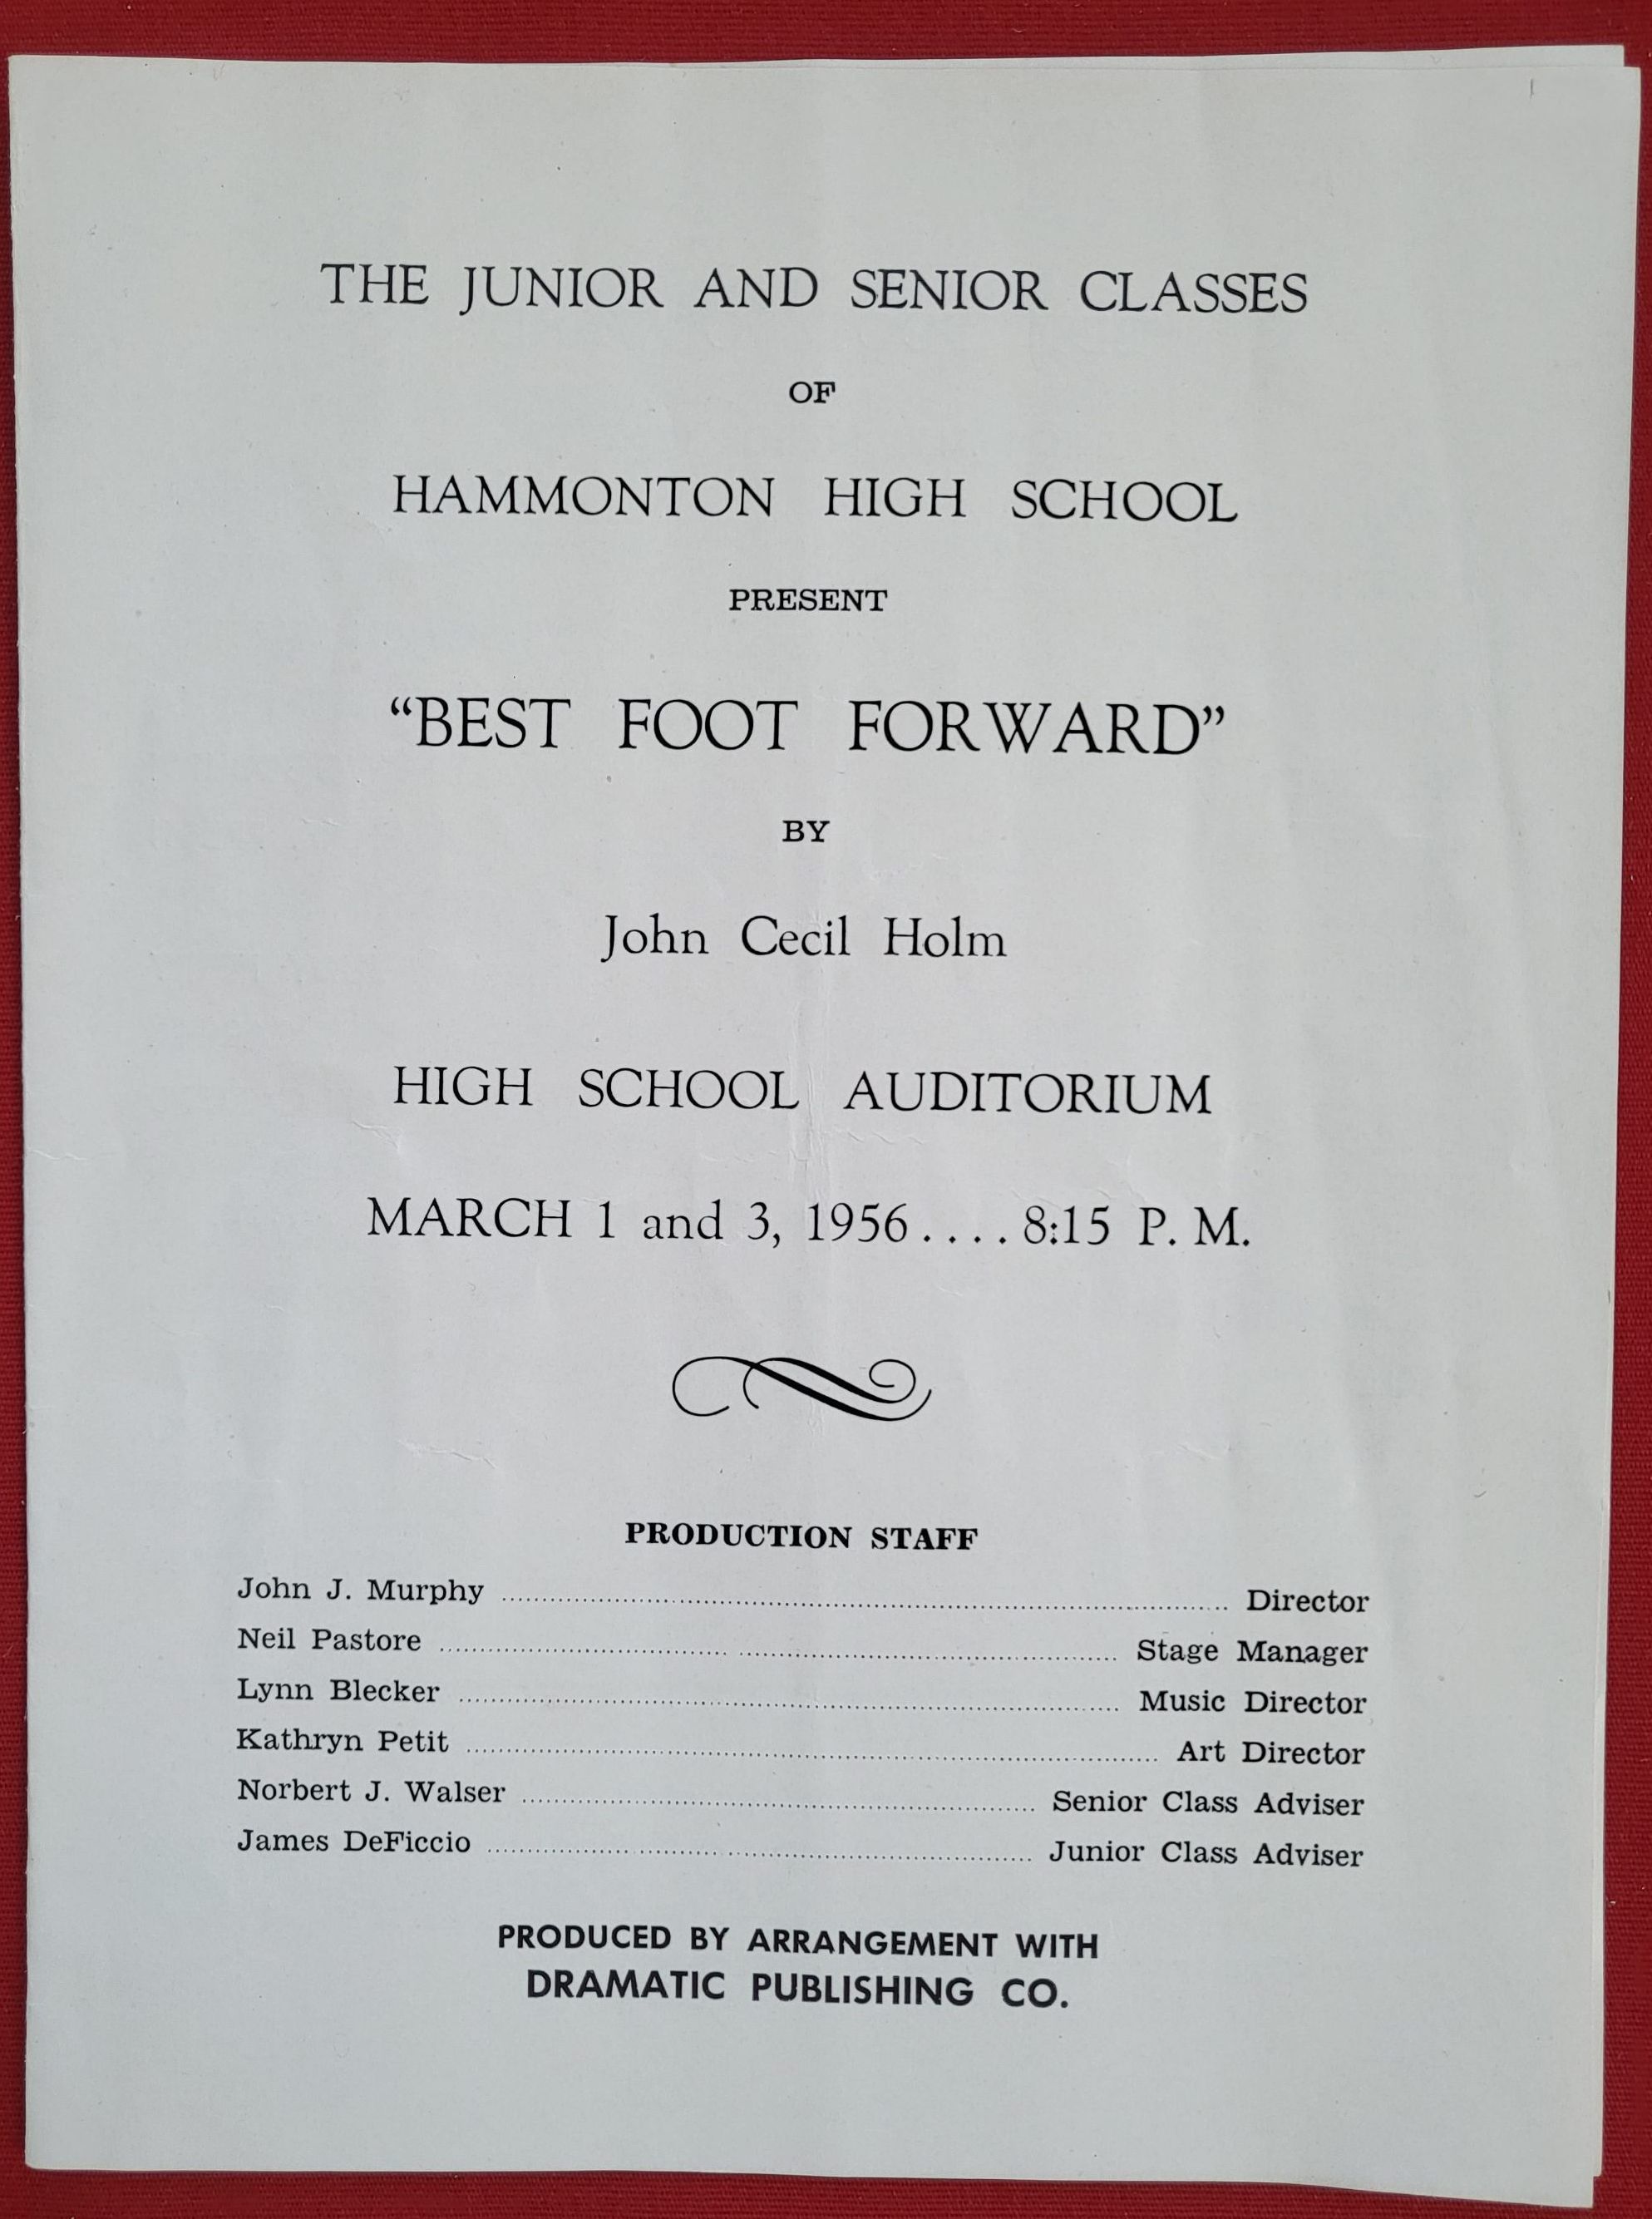 THE JUNIOR AND SENIOR CLASSES
OF
HAMMONTON HIGH SCHOOL
PRESENT
“BEST FOOT FORWARD”
BY
John Cecil Holm
HIGH SCHOOL AUDITORIUM
MARCH 1 and 3, 1956 . . . . 8:15 P. M.
PRODUCTION STAFF
John J. Murphy ........ Director
Neil Pastore ........ Stage Manager
Lynn Blecker ........ Music Director
Kathryn Petit ........ Art Director
Norbert J. Walser ........ Senior Class Adviser
James DeFiccio ........ Junior Class Adviser
PRODUCED BY ARRANGEMENT WITH
DRAMATIC PUBLISHING CO.